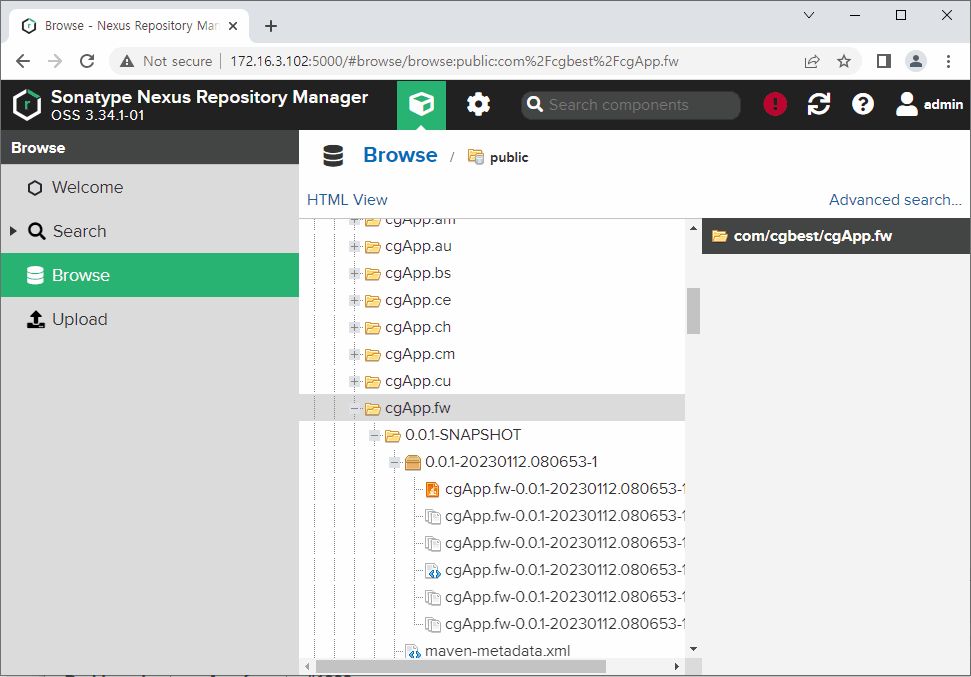 Browse - Nexus Repository Mar
Not secure
172.16.3.102:5000/#browse/browse:public:com%2Fcgbest%2FcgApp.fw
Sonatype Nexus Repository Manager
OSS 3.34.1-01
Search components
admin
Browse
Welcome
Search
Browse
Upload
Browse / public
HTML View
Advanced search...
cgApp.am
cgApp.au
cgApp.bs
cgApp.ce
cgApp.ch
cgApp.cm
cgApp.cu
cgApp.fw
0.0.1-SNAPSHOT
0.0.1-20230112.080653-1
cgApp.fw-0.0.1-20230112.080653-1
cgApp.fw-0.0.1-20230112.080653-1
cgApp.fw-0.0.1-20230112.080653-1
cgApp.fw-0.0.1-20230112.080653-1
cgApp.fw-0.0.1-20230112.080653-1
cgApp.fw-0.0.1-20230112.080653-1
maven-metadata.xml
com/cgbest/cgApp.fw